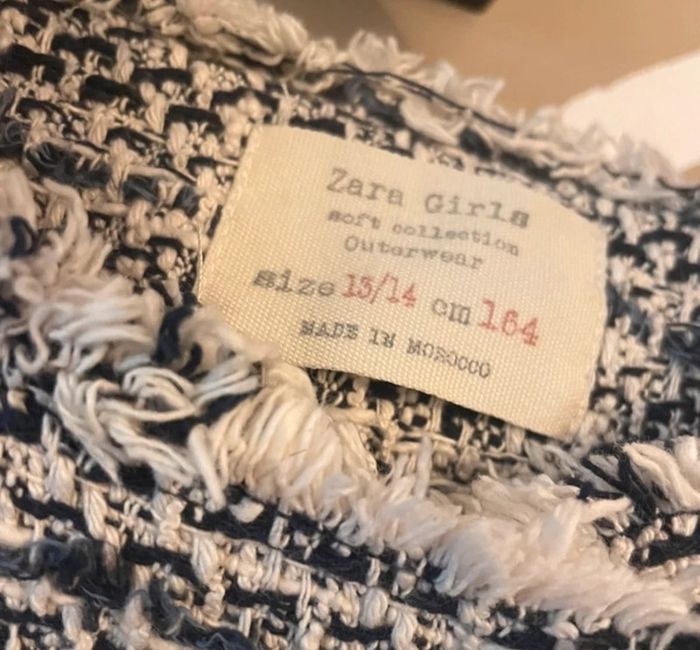 Zara Girls
soft collection
Outerwear
size 13/14 cm 164
MADE IN MOROCCO